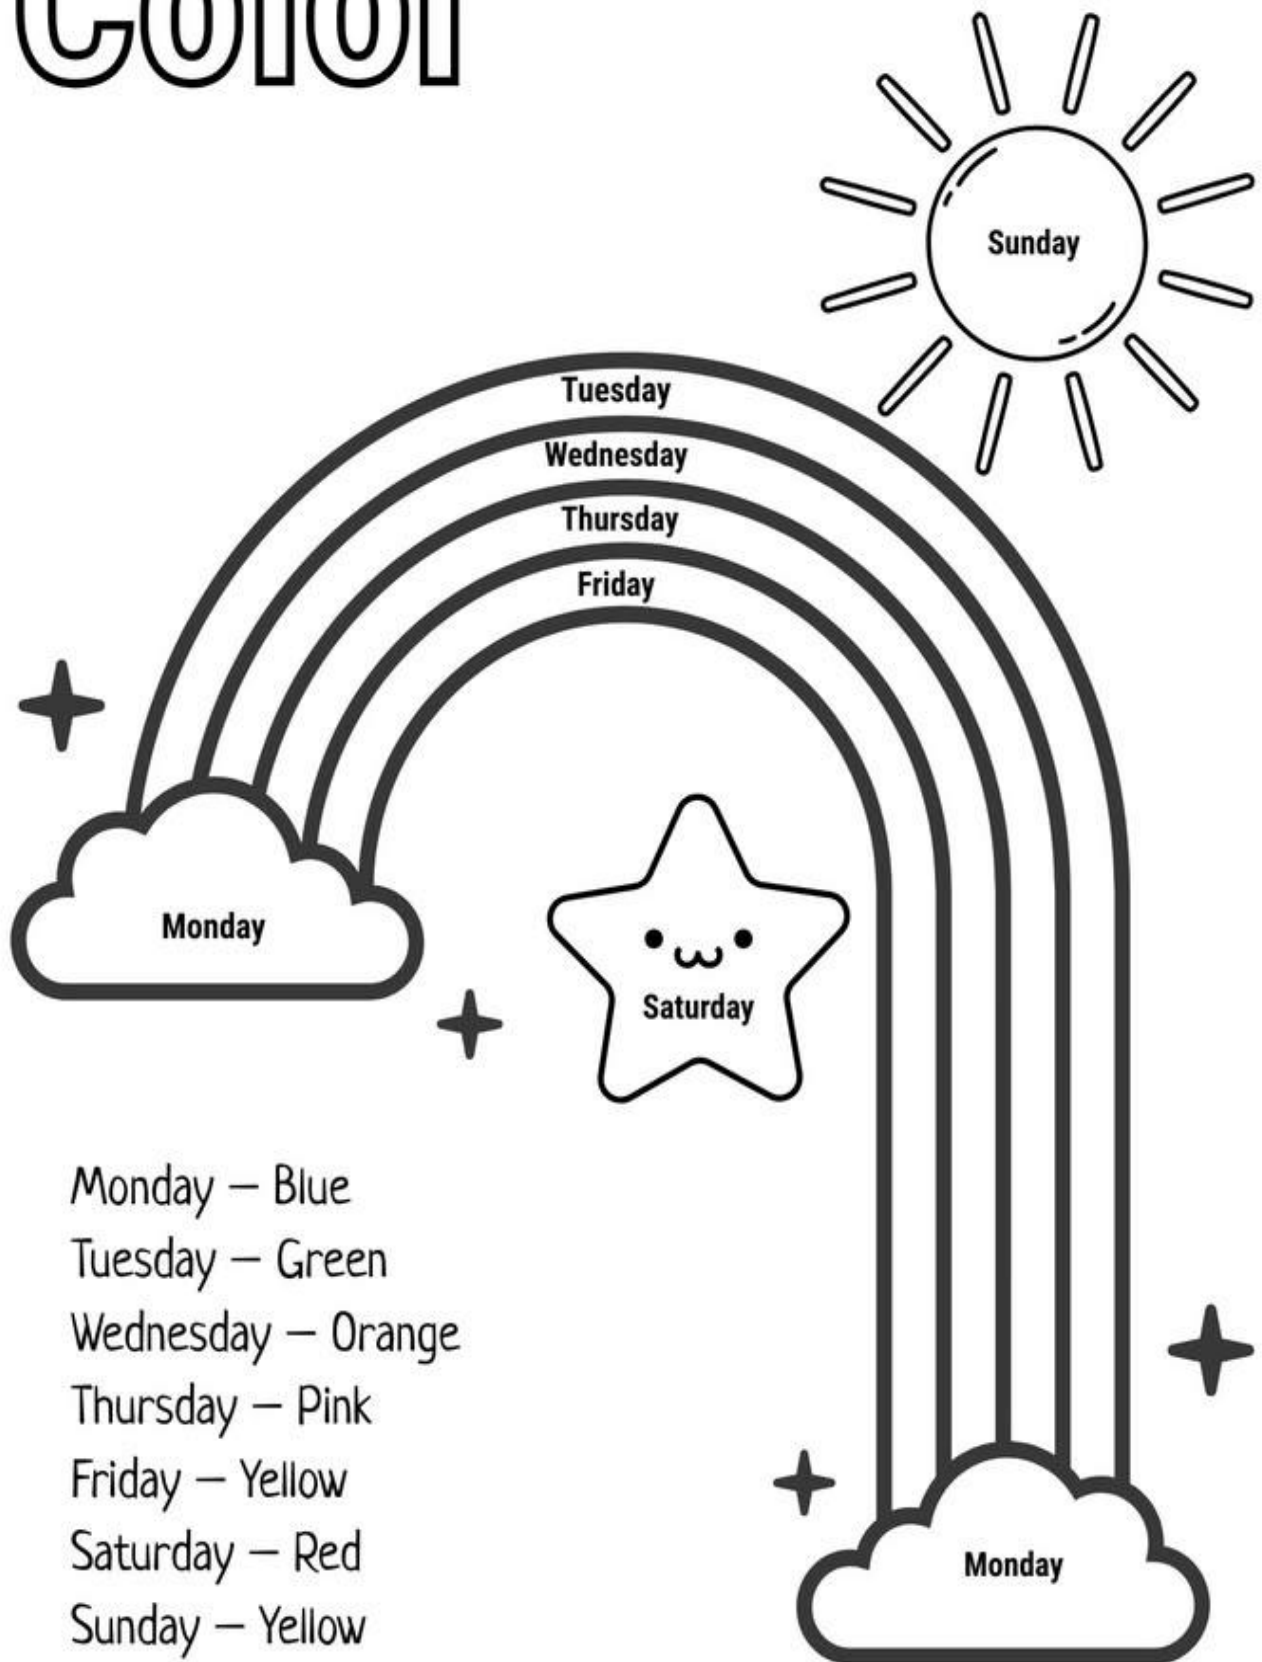 Color
Sunday
Tuesday
Wednesday
Thursday
Friday
Monday
Saturday
Monday – Blue
Tuesday – Green
Wednesday – Orange
Thursday – Pink
Friday – Yellow
Saturday – Red
Sunday – Yellow
Monday